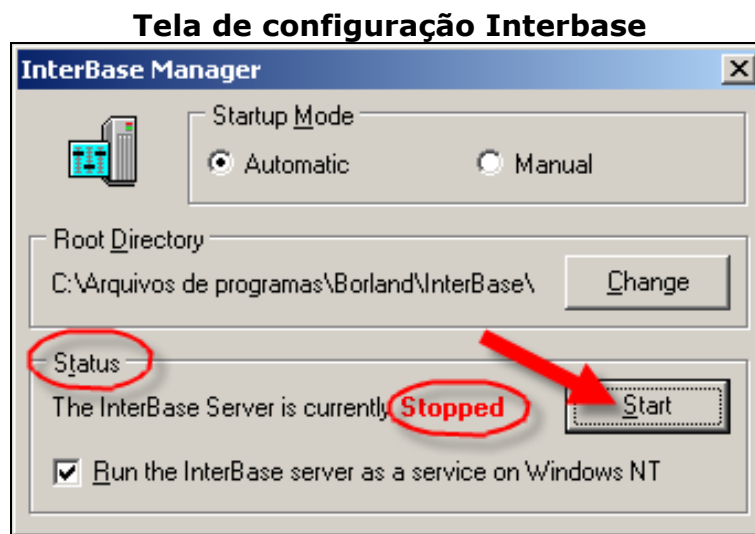 Tela de configuração Interbase
InterBase Manager
Startup Mode
Automatic
Manual
Root Directory
C:\Arquivos de programas\Borland\InterBase\
Change
Status
The InterBase Server is currently Stopped
Start
Run the InterBase server as a service on Windows NT